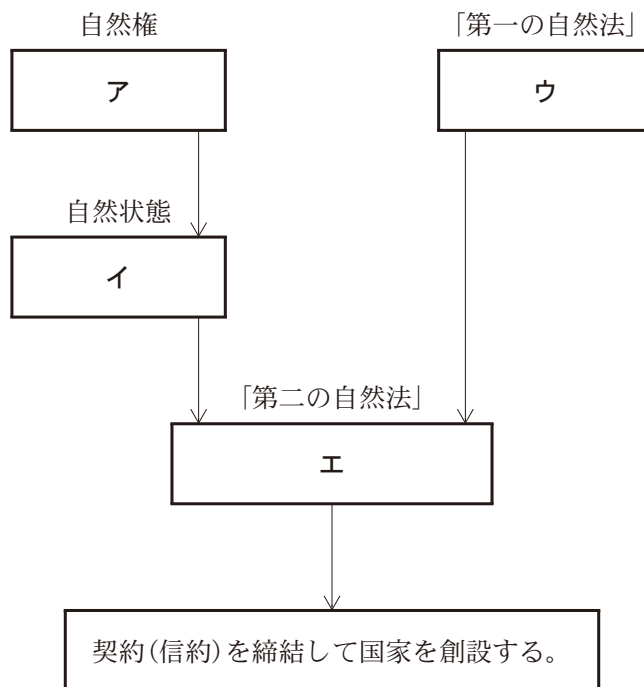 自然権
「第一の自然法」
ア
ウ
自然状態
イ
「第二の自然法」
エ
契約(信約)を締結して国家を創設する。